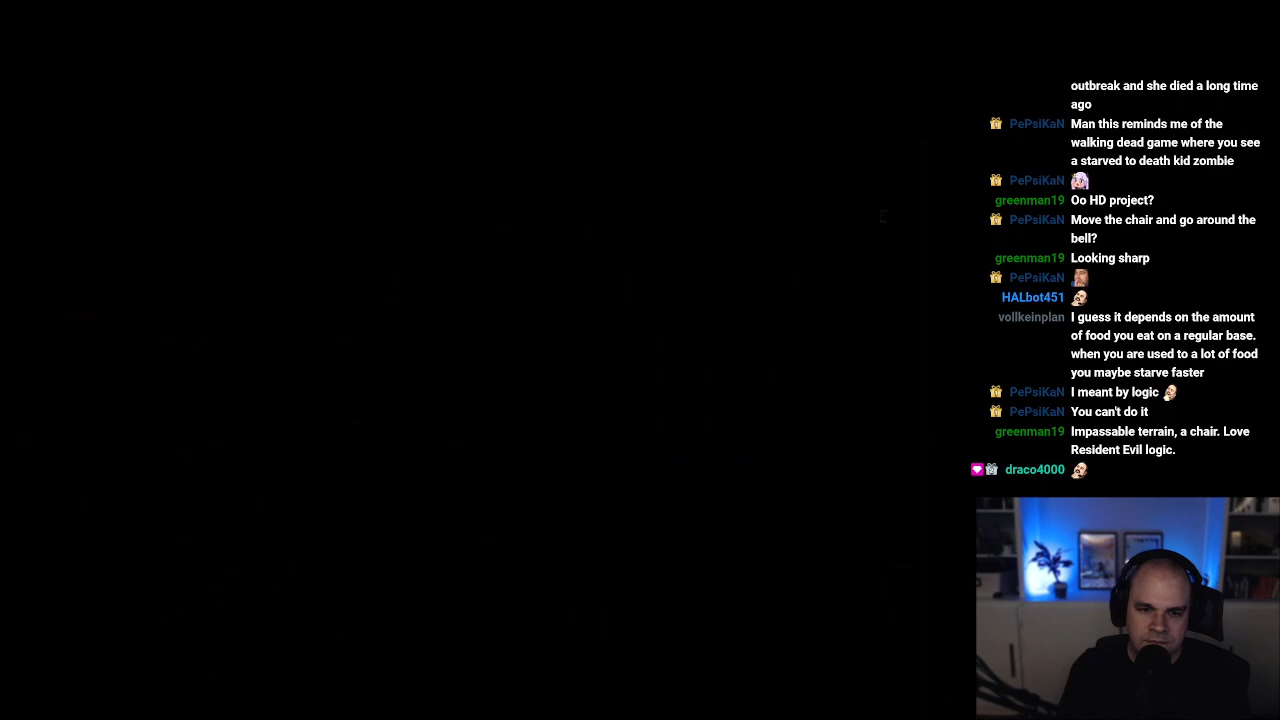 outbreak and she died a long time
ago
PePsiKaN Man this reminds me of the
walking dead game where you see
a starved to death kid zombie
PePsiKaN
greenman19 Oo HD project?
PePsiKaN Move the chair and go around the
bell?
greenman19 Looking sharp
PePsiKaN
HALbot451
vollkeinplan I guess it depends on the amount
of food you eat on a regular base.
when you are used to a lot of food
you maybe starve faster
PePsiKaN I meant by logic
PePsiKaN You can't do it
greenman19 Impassable terrain, a chair. Love
Resident Evil logic.
draco4000